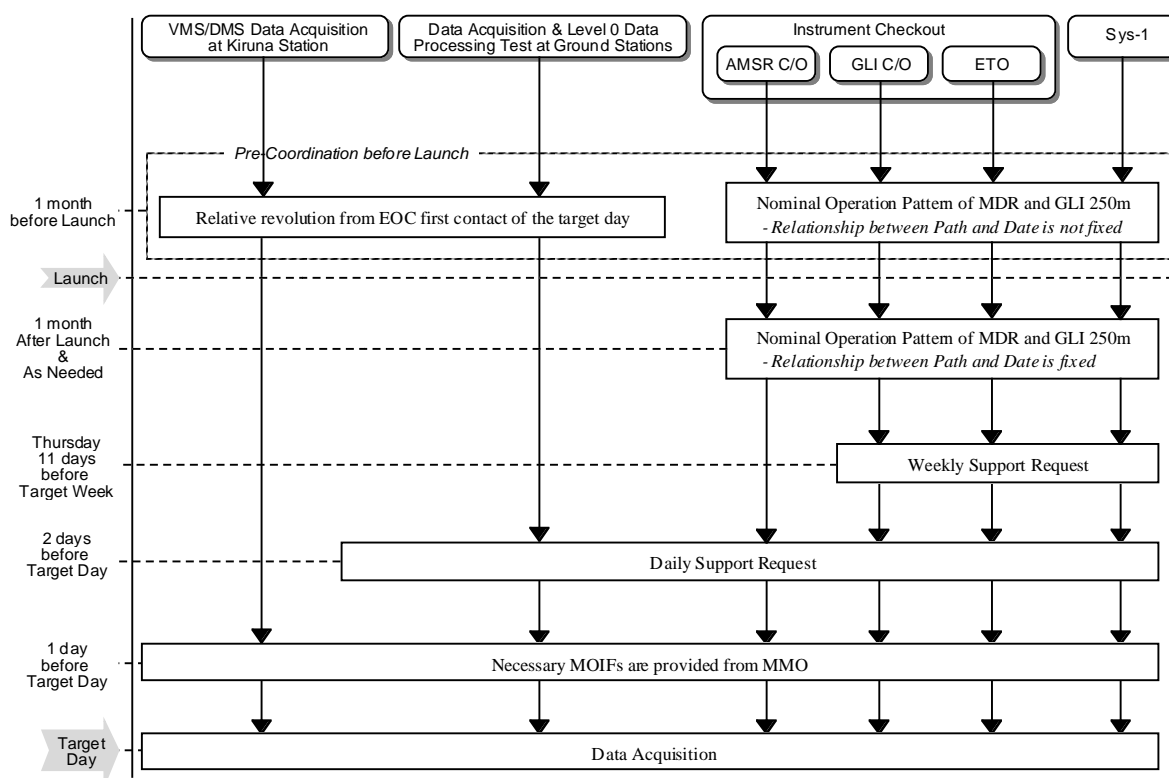 VMS/DMS Data Acquisition
at Kiruna Station
Data Acquisition & Level 0 Data
Processing Test at Ground Stations
Instrument Checkout
AMSR C/O
GLI C/O
ETO
Sys-1
Pre-Coordination before Launch
1 month
before Launch
Relative revolution from EOC first contact of the target day
Nominal Operation Pattern of MDR and GLI 250m
- Relationship between Path and Date is not fixed
Launch
1 month
After Launch
&
As Needed
Nominal Operation Pattern of MDR and GLI 250m
- Relationship between Path and Date is fixed
Thursday
11 days
before
Target Week
Weekly Support Request
2 days
before
Target Day
Daily Support Request
1 day
before
Target Day
Necessary MOIFs are provided from MMO
Target
Day
Data Acquisition